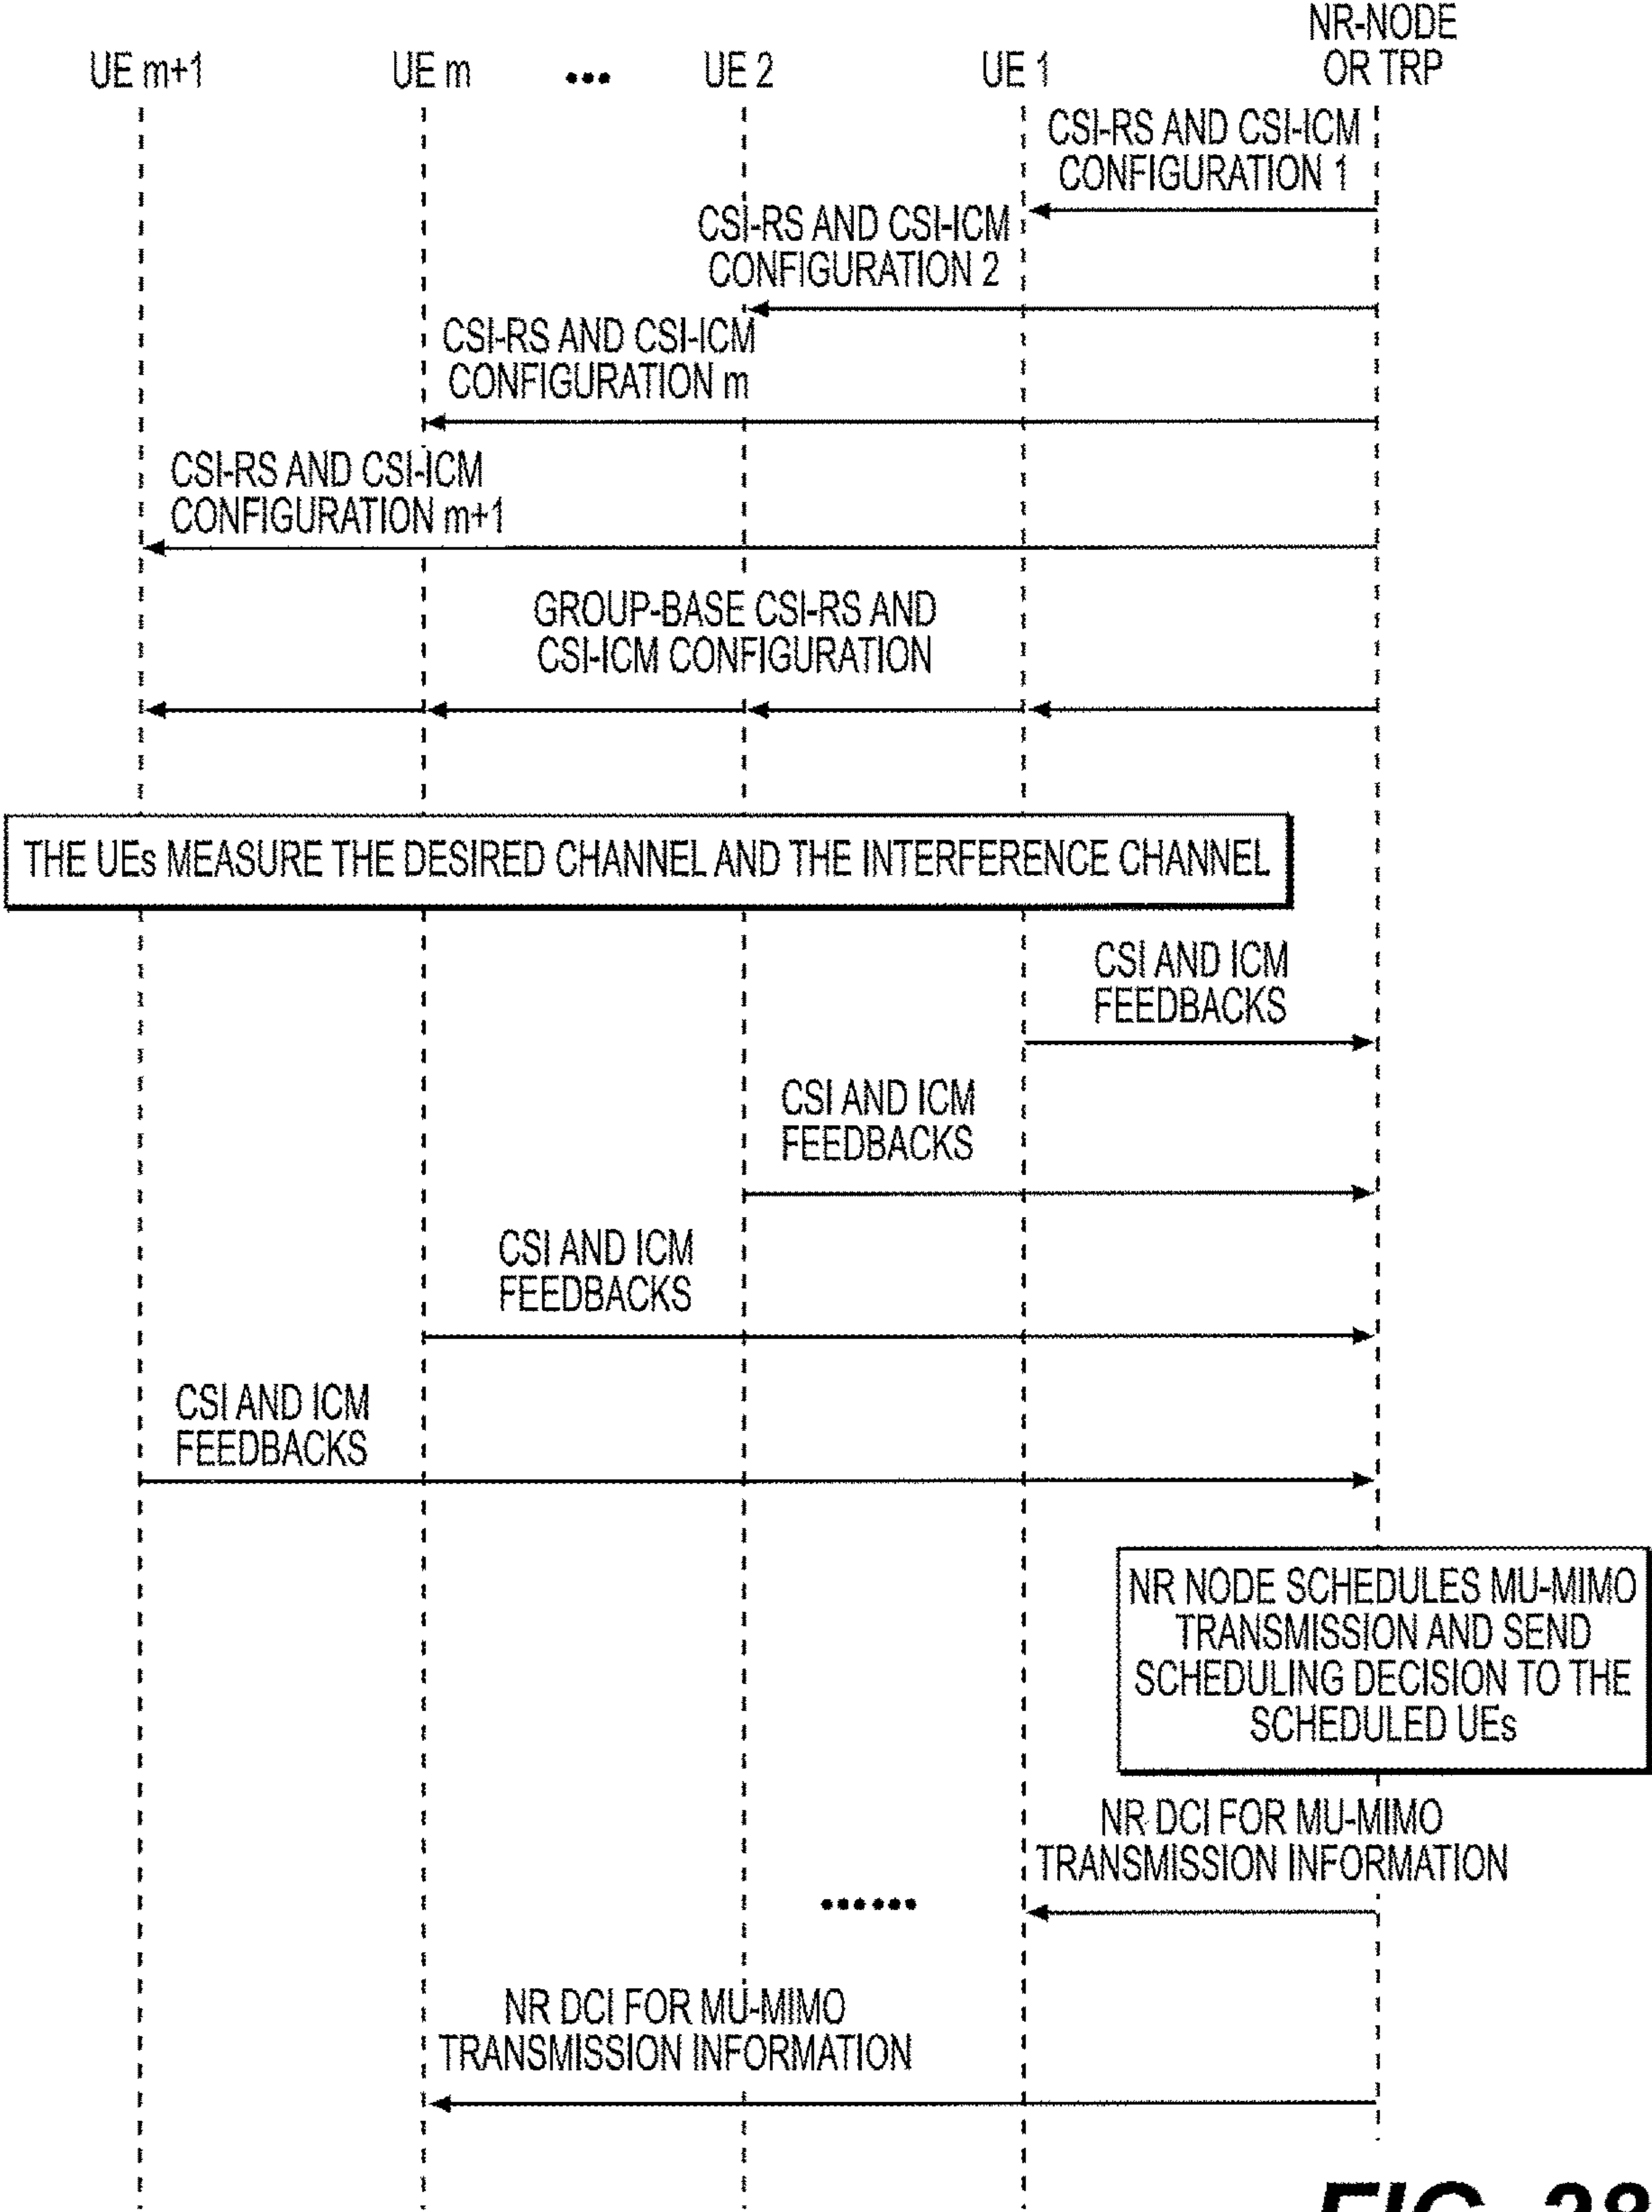 NR-NODE
OR TRP
UE m+1
UE m
...
UE 2
UE 1
CSI-RS AND CSI-ICM
CONFIGURATION 1
CSI-RS AND CSI-ICM
CONFIGURATION 2
CSI-RS AND CSI-ICM
CONFIGURATION m
CSI-RS AND CSI-ICM
CONFIGURATION m+1
GROUP-BASE CSI-RS AND
CSI-ICM CONFIGURATION
THE UEs MEASURE THE DESIRED CHANNEL AND THE INTERFERENCE CHANNEL
CSI AND ICM
FEEDBACKS
CSI AND ICM
FEEDBACKS
CSI AND ICM
FEEDBACKS
CSI AND ICM
FEEDBACKS
NR NODE SCHEDULES MU-MIMO
TRANSMISSION AND SEND
SCHEDULING DECISION TO THE
SCHEDULED UEs
NR DCI FOR MU-MIMO
TRANSMISSION INFORMATION
......
NR DCI FOR MU-MIMO
TRANSMISSION INFORMATION
FIG. 28